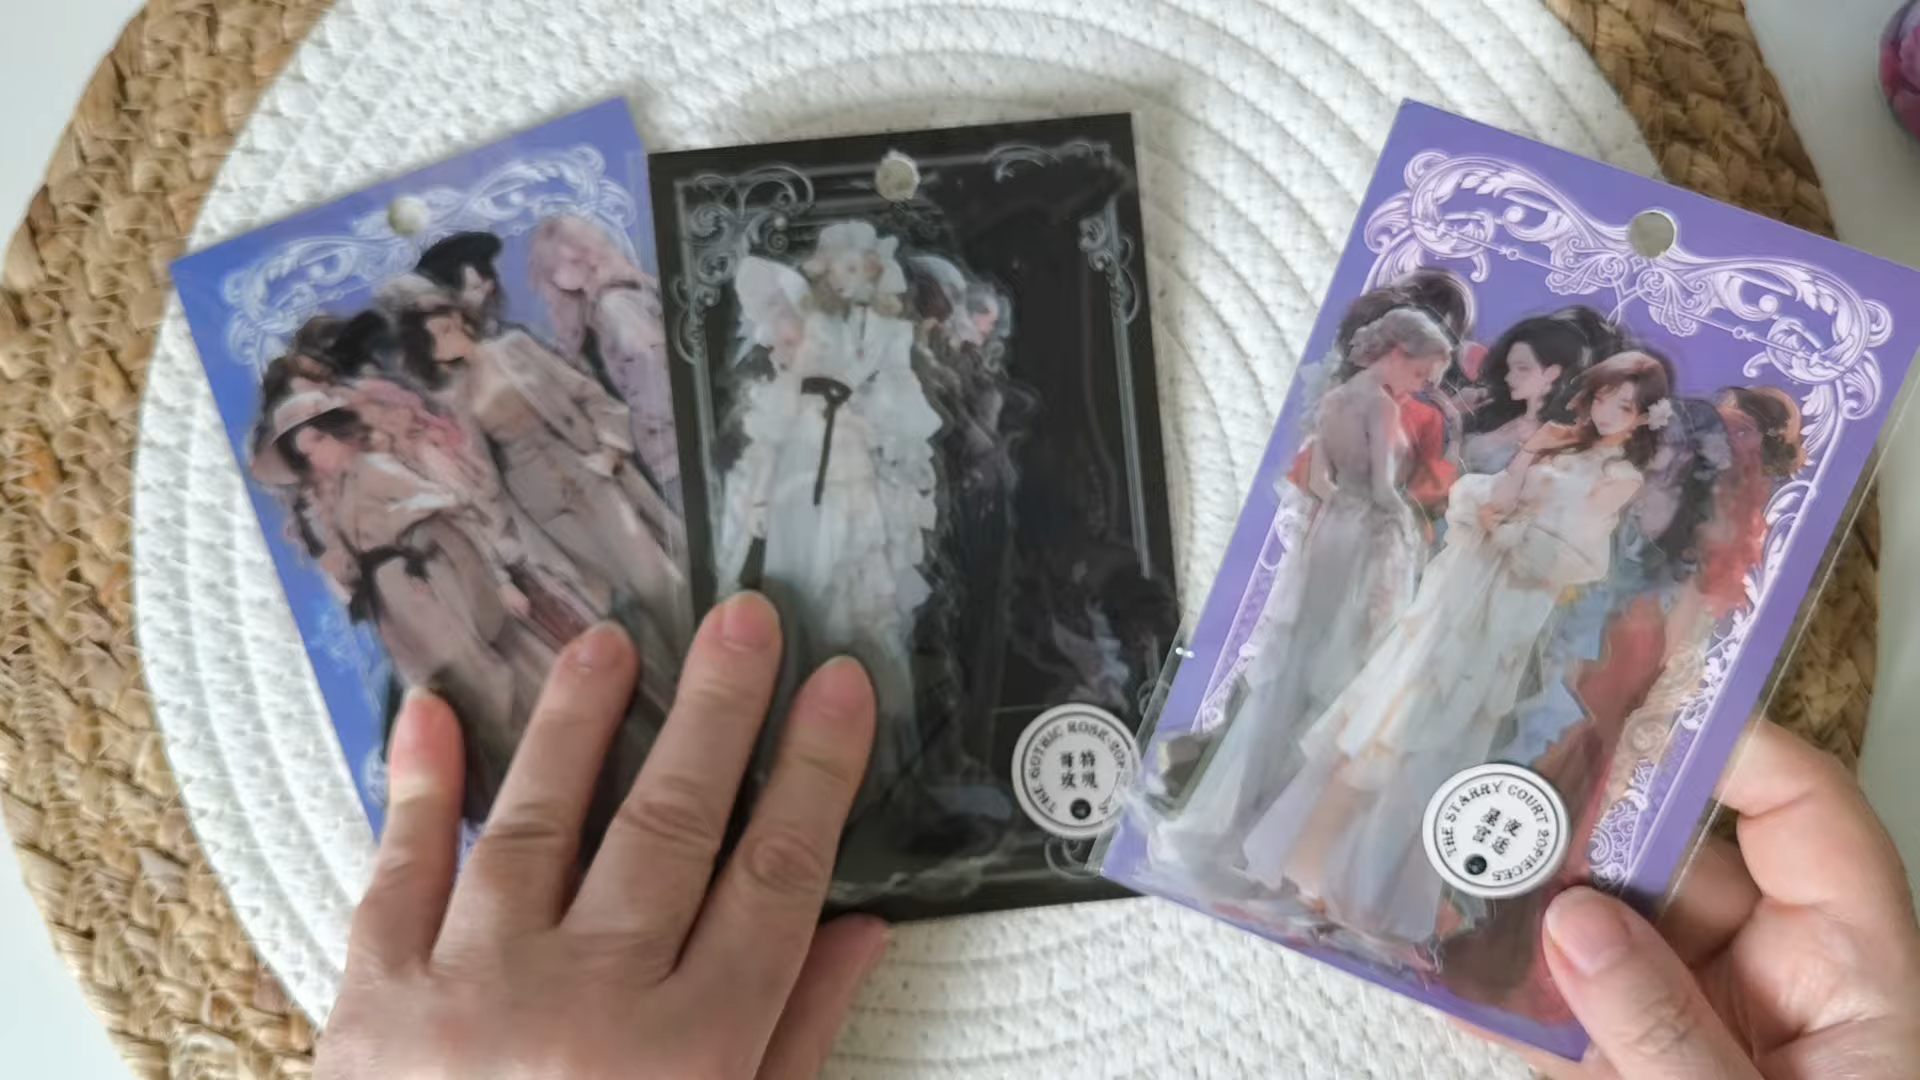 THE GOTHIC ROSE·20P
哥特
玫瑰
THE STARRY COURT 20PIECES
星夜
宫廷